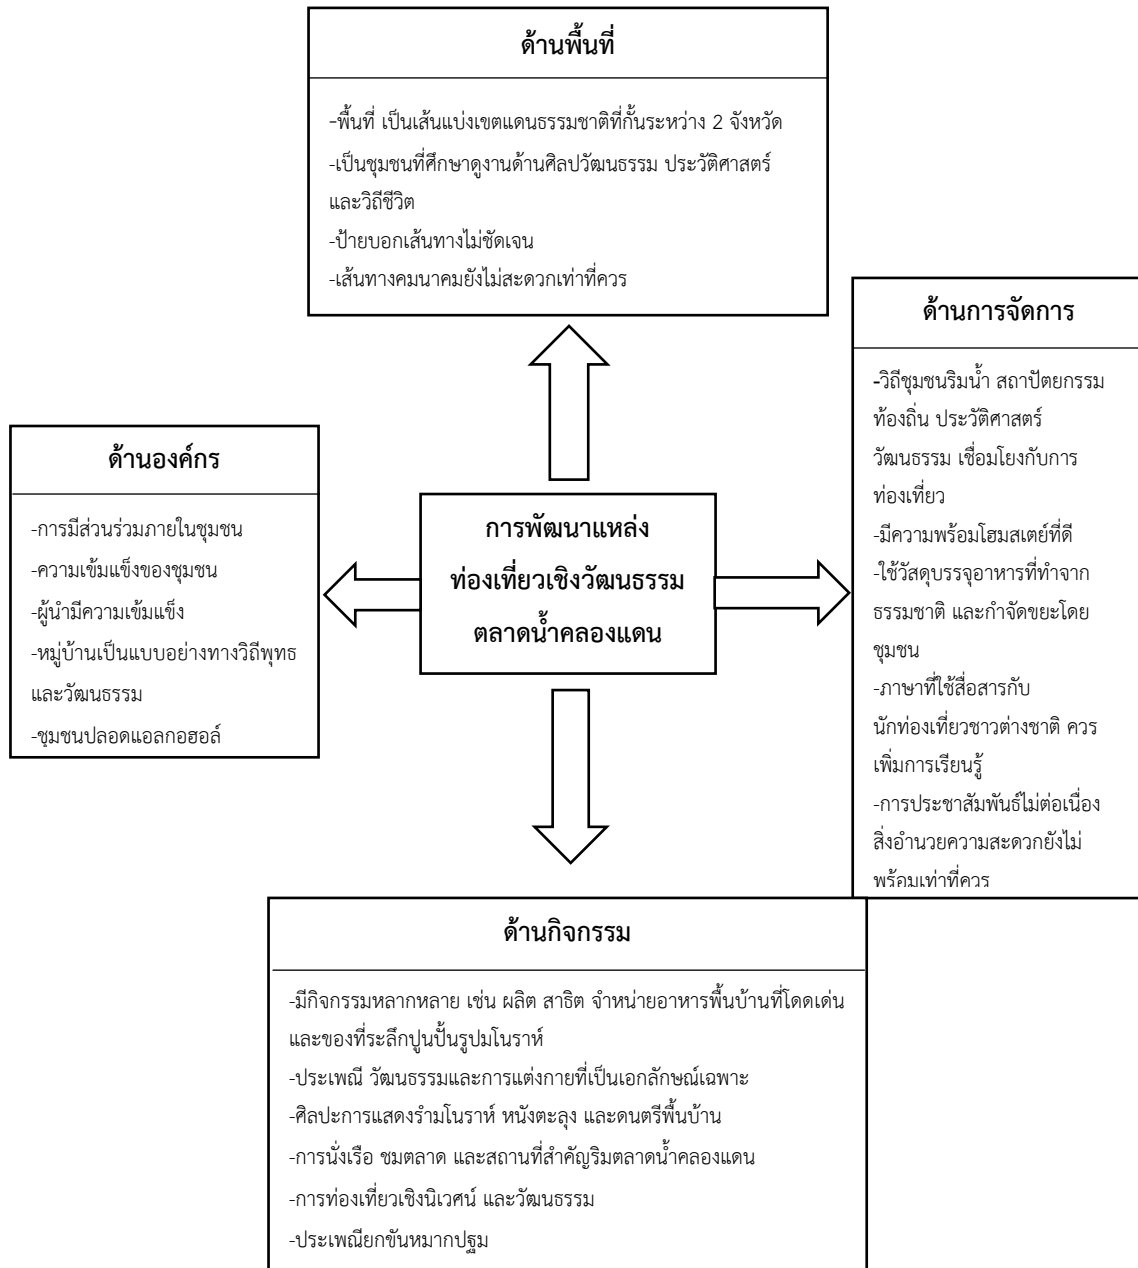 ด้านพื้นที่
-พื้นที่ เป็นเส้นแบ่งเขตแดนธรรมชาติที่กั้นระหว่าง 2 จังหวัด
-เป็นชุมชนที่ศึกษาดูงานด้านศิลปวัฒนธรรม ประวัติศาสตร์
และวิถีชีวิต
-ป้ายบอกเส้นทางไม่ชัดเจน
-เส้นทางคมนาคมยังไม่สะดวกเท่าที่ควร
ด้านการจัดการ
-วิถีชุมชนริมน้ำ สถาปัตยกรรม
ท้องถิ่น ประวัติศาสตร์
วัฒนธรรม เชื่อมโยงกับการ
ท่องเที่ยว
-มีความพร้อมโฮมสเตย์ที่ดี
-ใช้วัสดุบรรจุอาหารที่ทำจาก
ธรรมชาติ และกำจัดขยะโดย
ชุมชน
-ภาษาที่ใช้สื่อสารกับ
นักท่องเที่ยวชาวต่างชาติ ควร
เพิ่มการเรียนรู้
-การประชาสัมพันธ์ไม่ต่อเนื่อง
สิ่งอำนวยความสะดวกยังไม่
พร้อมเท่าที่ควร
ด้านองค์กร
-การมีส่วนร่วมภายในชุมชน
-ความเข้มแข็งของชุมชน
-ผู้นำมีความเข้มแข็ง
-หมู่บ้านเป็นแบบอย่างทางวิถีพุทธ
และวัฒนธรรม
-ชุมชนปลอดแอลกอฮอล์
การพัฒนาแหล่ง
ท่องเที่ยวเชิงวัฒนธรรม
ตลาดน้ำคลองแดน
ด้านกิจกรรม
-มีกิจกรรมหลากหลาย เช่น ผลิต สาธิต จำหน่ายอาหารพื้นบ้านที่โดดเด่น
และของที่ระลึกปูนปั้นรูปมโนราห์
-ประเพณี วัฒนธรรมและการแต่งกายที่เป็นเอกลักษณ์เฉพาะ
-ศิลปะการแสดงรำมโนราห์ หนังตะลุง และดนตรีพื้นบ้าน
-การนั่งเรือ ชมตลาด และสถานที่สำคัญริมตลาดน้ำคลองแดน
-การท่องเที่ยวเชิงนิเวศน์ และวัฒนธรรม
-ประเพณียกขันหมากปฐม